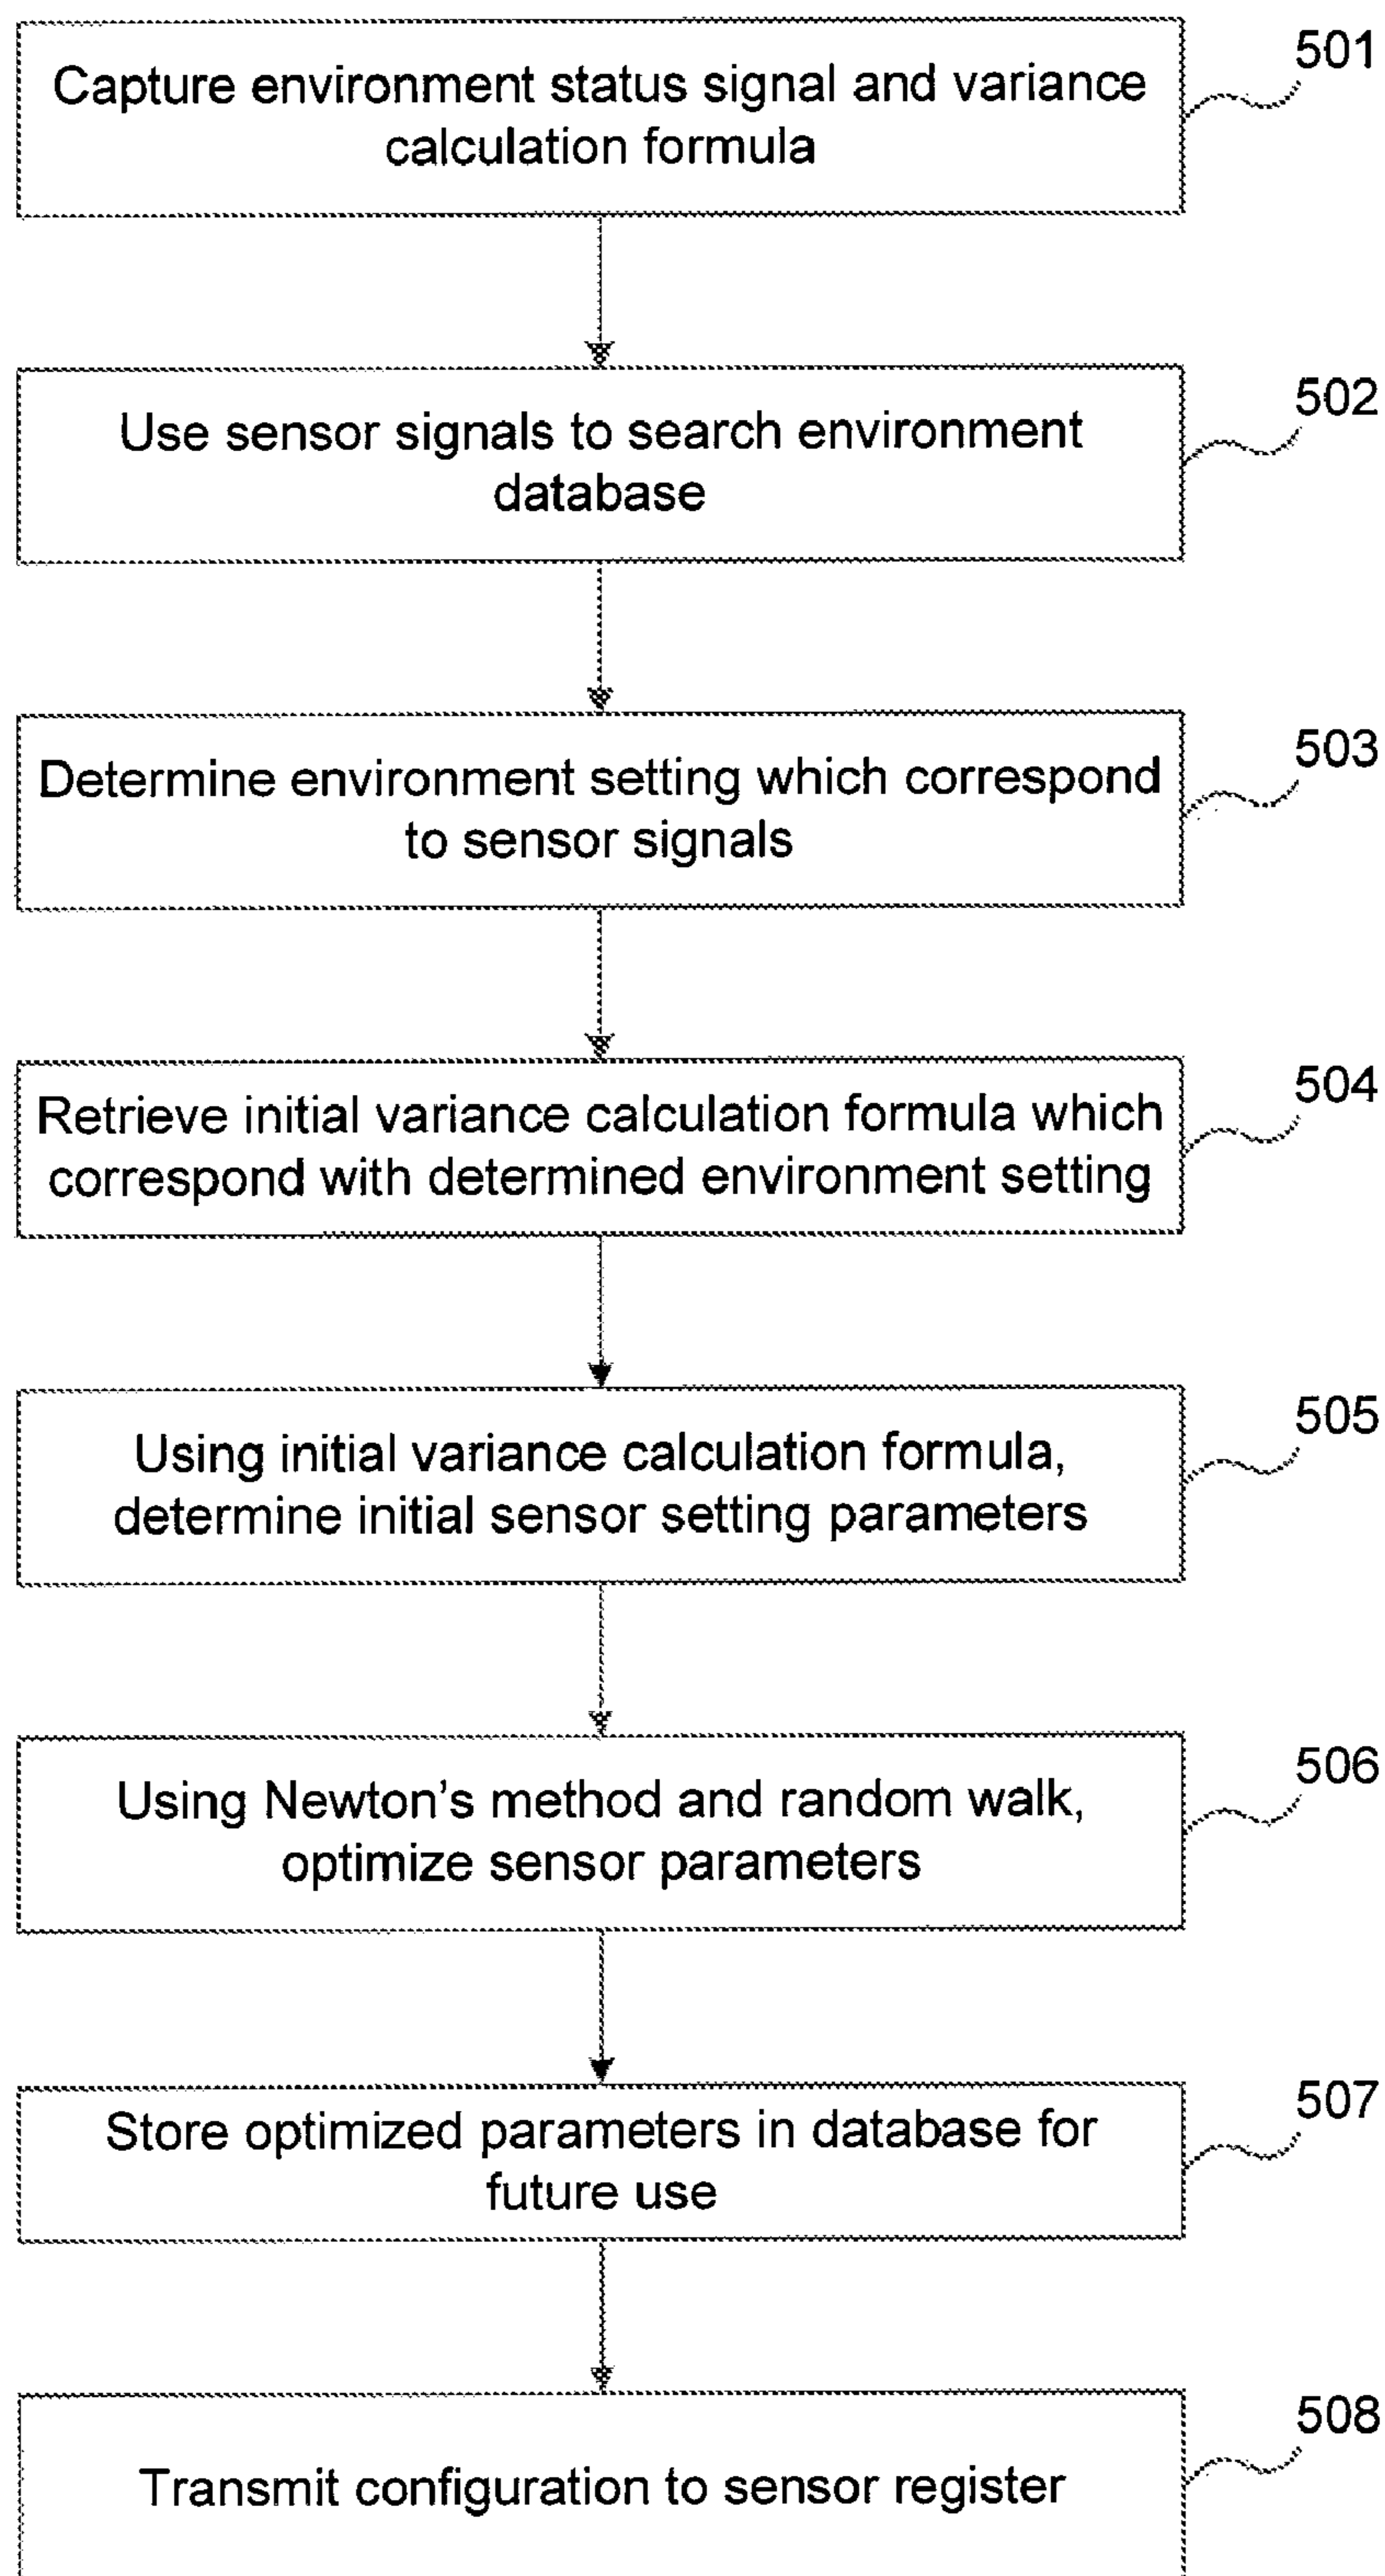 Capture environment status signal and variance
calculation formula
501
Use sensor signals to search environment
database
502
Determine environment setting which correspond
to sensor signals
503
Retrieve initial variance calculation formula which
correspond with determined environment setting
504
Using initial variance calculation formula,
determine initial sensor setting parameters
505
Using Newton's method and random walk,
optimize sensor parameters
506
Store optimized parameters in database for
future use
507
Transmit configuration to sensor register
508